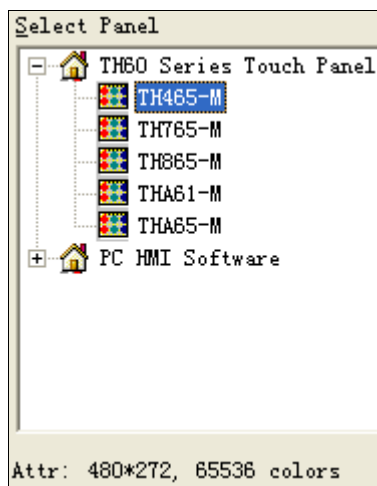 Select Panel
TH60 Series Touch Panel
TH465-M
TH765-M
TH865-M
THA61-M
THA65-M
PC HMI Software
Attr: 480*272, 65536 colors